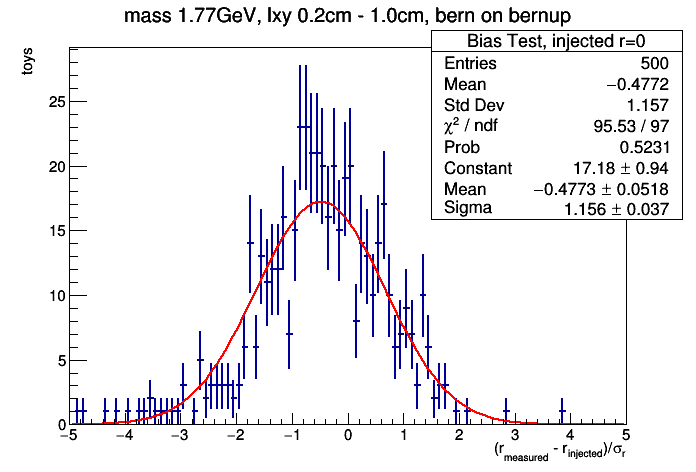 mass 1.77GeV, lxy 0.2cm - 1.0cm, bern on bernup
Bias Test, injected r=0
Entries 500
Mean −0.4772
Std Dev 1.157
χ² / ndf 95.53 / 97
Prob 0.5231
Constant 17.18 ± 0.94
Mean −0.4773 ± 0.0518
Sigma 1.156 ± 0.037
toys
25
20
15
10
5
0
−5 −4 −3 −2 −1 0 1 2 3 4 5
(r_measured - r_injected)/σ_r